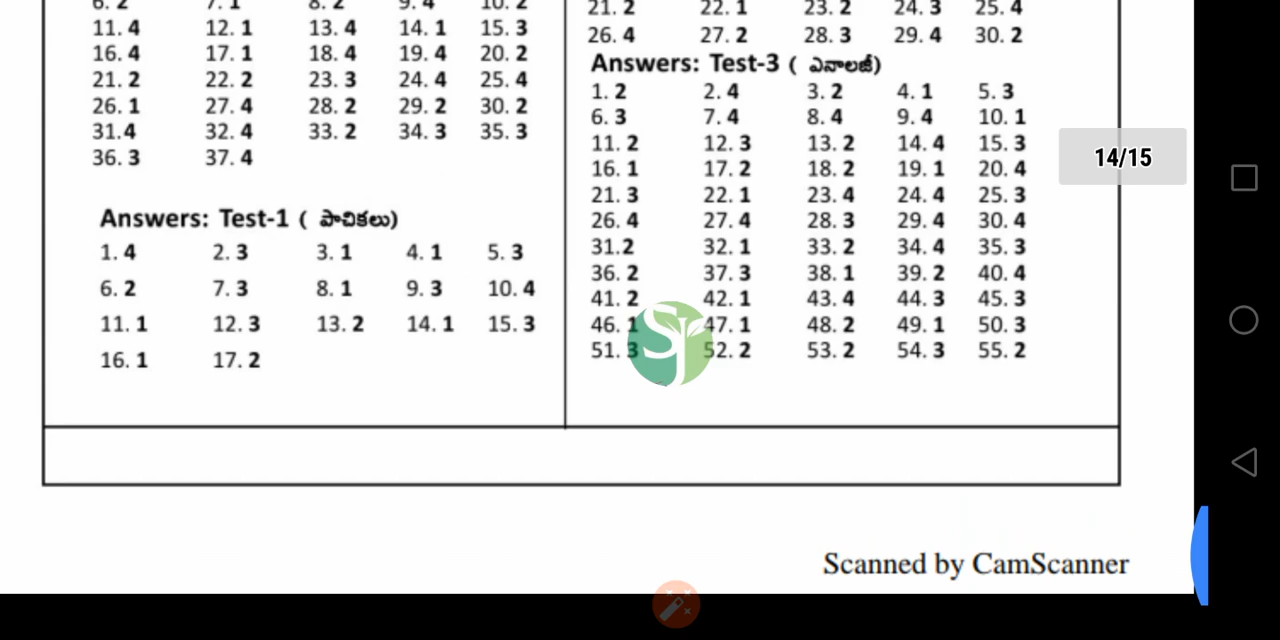 6. 2 7. 1 8. 2 9. 4 10. 2
11. 4 12. 1 13. 4 14. 1 15. 3
16. 4 17. 1 18. 4 19. 4 20. 2
21. 2 22. 2 23. 3 24. 4 25. 4
26. 1 27. 4 28. 2 29. 2 30. 2
31.4 32. 4 33. 2 34. 3 35. 3
36. 3 37. 4
Answers: Test-1 ( పాచికలు)
1. 4 2. 3 3. 1 4. 1 5. 3
6. 2 7. 3 8. 1 9. 3 10. 4
11. 1 12. 3 13. 2 14. 1 15. 3
16. 1 17. 2
21. 2 22. 1 23. 2 24. 3 25. 4
26. 4 27. 2 28. 3 29. 4 30. 2
Answers: Test-3 ( ఎనాలజీ)
1. 2 2. 4 3. 2 4. 1 5. 3
6. 3 7. 4 8. 4 9. 4 10. 1
11. 2 12. 3 13. 2 14. 4 15. 3
16. 1 17. 2 18. 2 19. 1 20. 4
21. 3 22. 1 23. 4 24. 4 25. 3
26. 4 27. 4 28. 3 29. 4 30. 4
31.2 32. 1 33. 2 34. 4 35. 3
36. 2 37. 3 38. 1 39. 2 40. 4
41. 2 42. 1 43. 4 44. 3 45. 3
46. 1 47. 1 48. 2 49. 1 50. 3
51. 3 52. 2 53. 2 54. 3 55. 2
14/15
Scanned by CamScanner